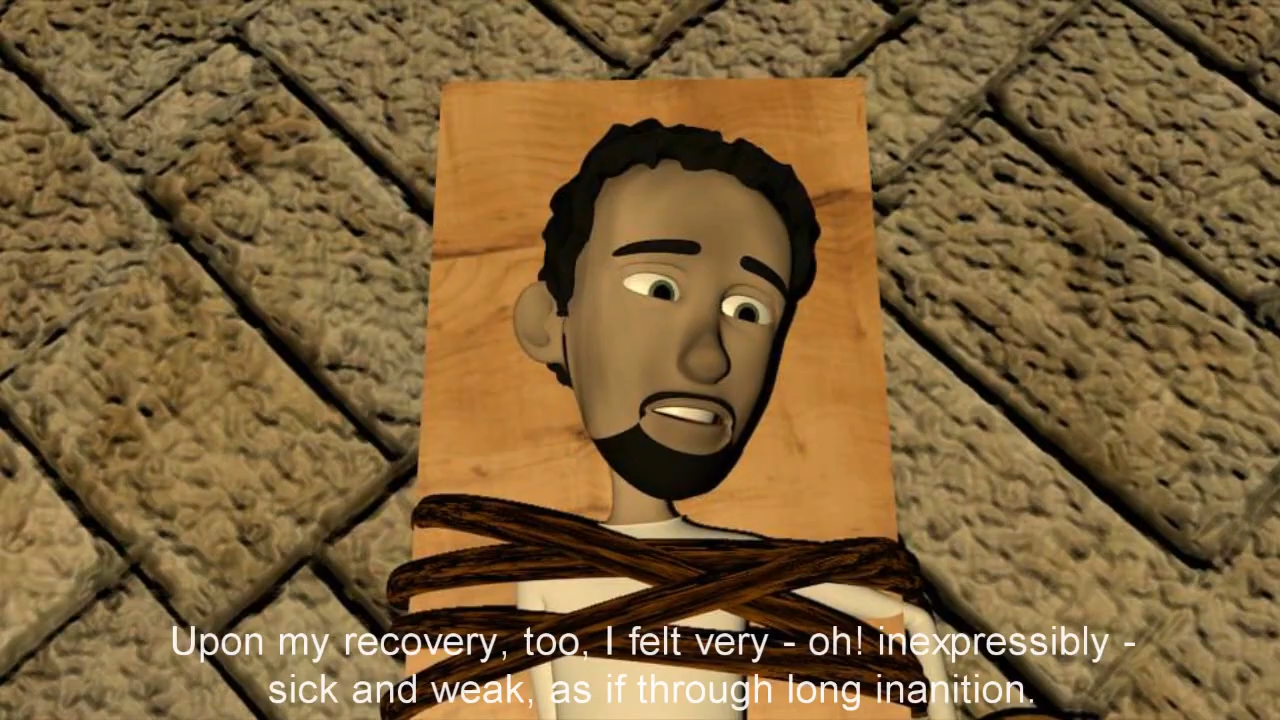 Upon my recovery, too, I felt very - oh! inexpressibly -
sick and weak, as if through long inanition.